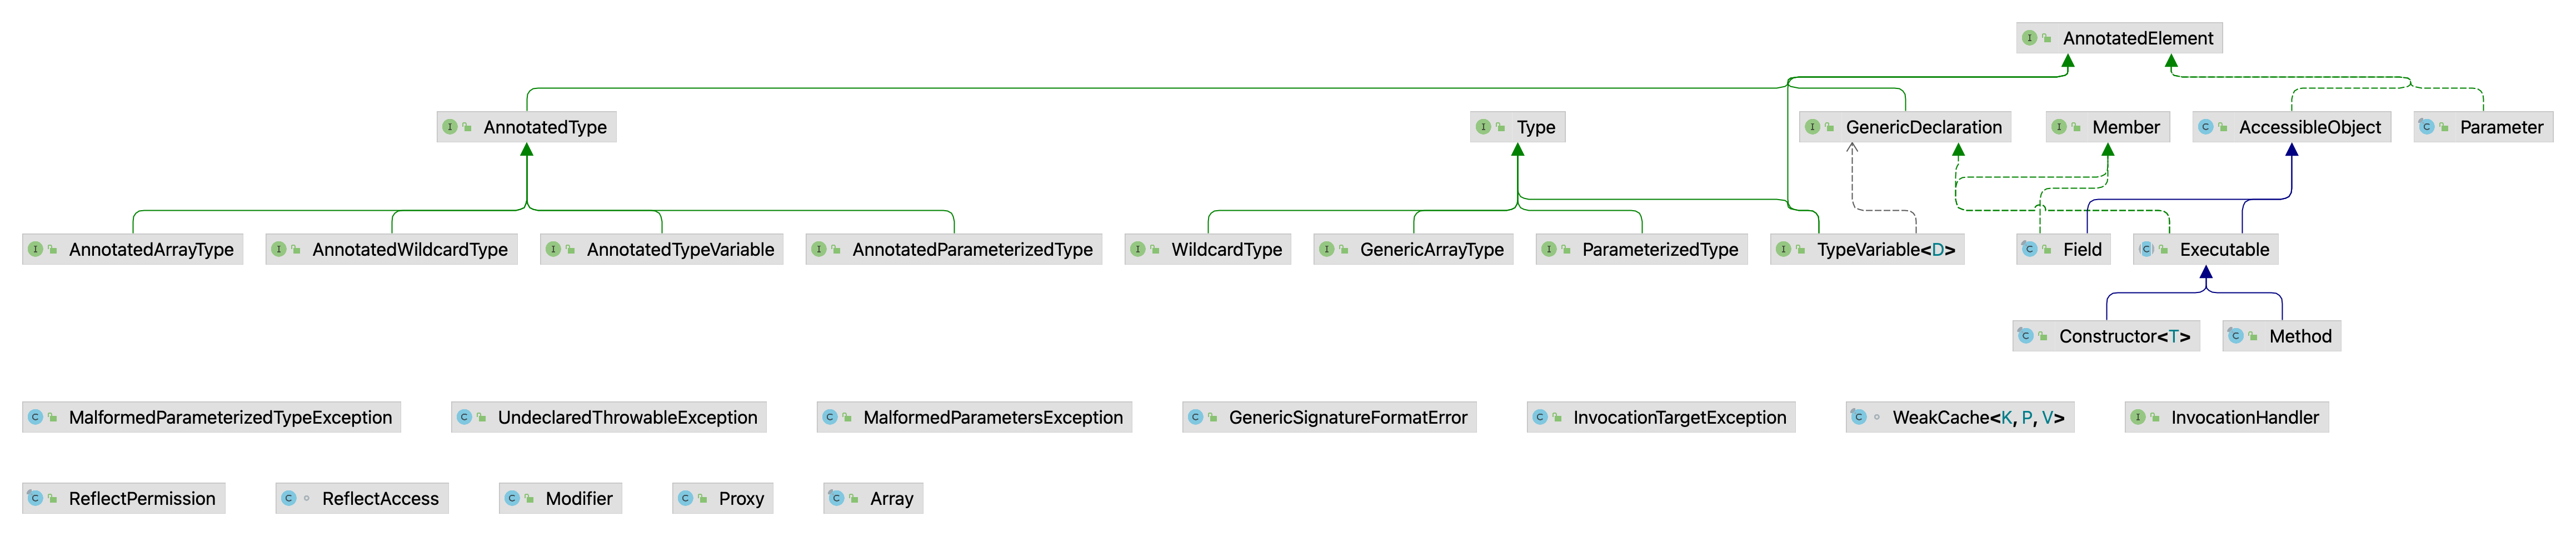 AnnotatedElement
AnnotatedType
Type
GenericDeclaration
Member
AccessibleObject
Parameter
AnnotatedArrayType
AnnotatedWildcardType
AnnotatedTypeVariable
AnnotatedParameterizedType
WildcardType
GenericArrayType
ParameterizedType
TypeVariable<D>
Field
Executable
Constructor<T>
Method
MalformedParameterizedTypeException
UndeclaredThrowableException
MalformedParametersException
GenericSignatureFormatError
InvocationTargetException
WeakCache<K, P, V>
InvocationHandler
ReflectPermission
ReflectAccess
Modifier
Proxy
Array